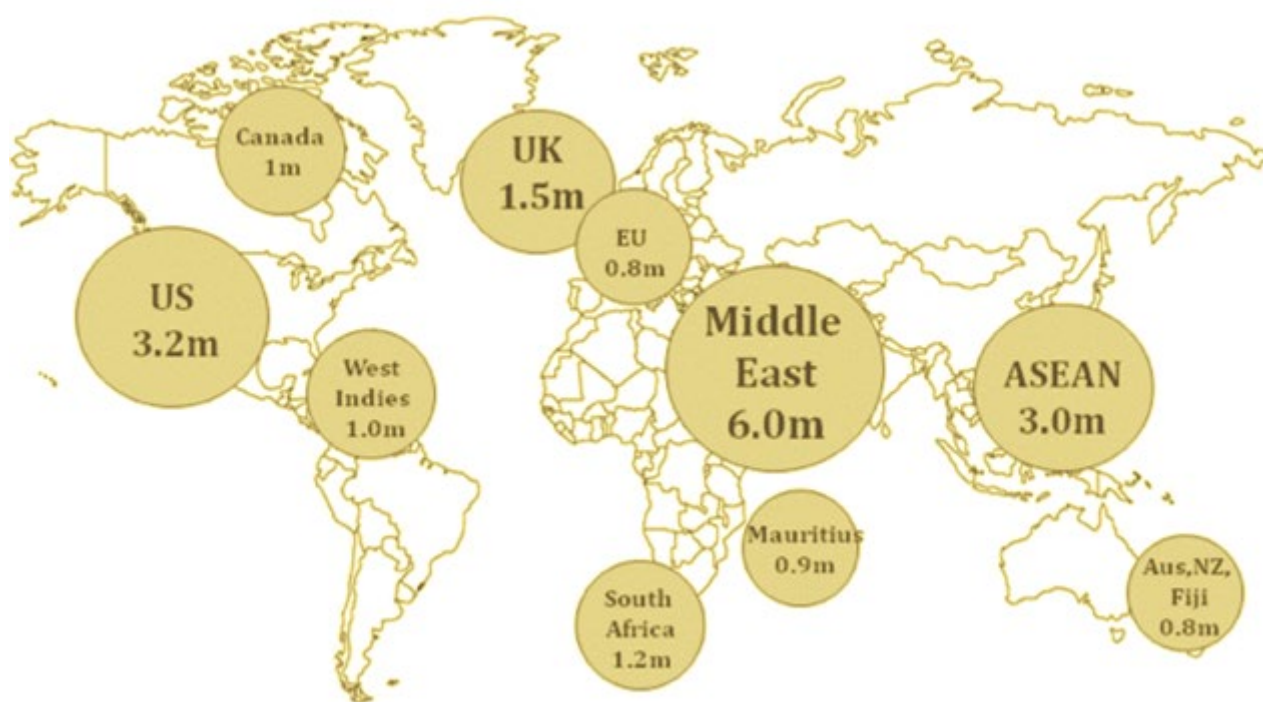 Canada
1m
UK
1.5m
EU
0.8m
US
3.2m
Middle
East
6.0m
West
Indies
1.0m
ASEAN
3.0m
Mauritius
0.9m
South
Africa
1.2m
Aus,NZ,
Fiji
0.8m